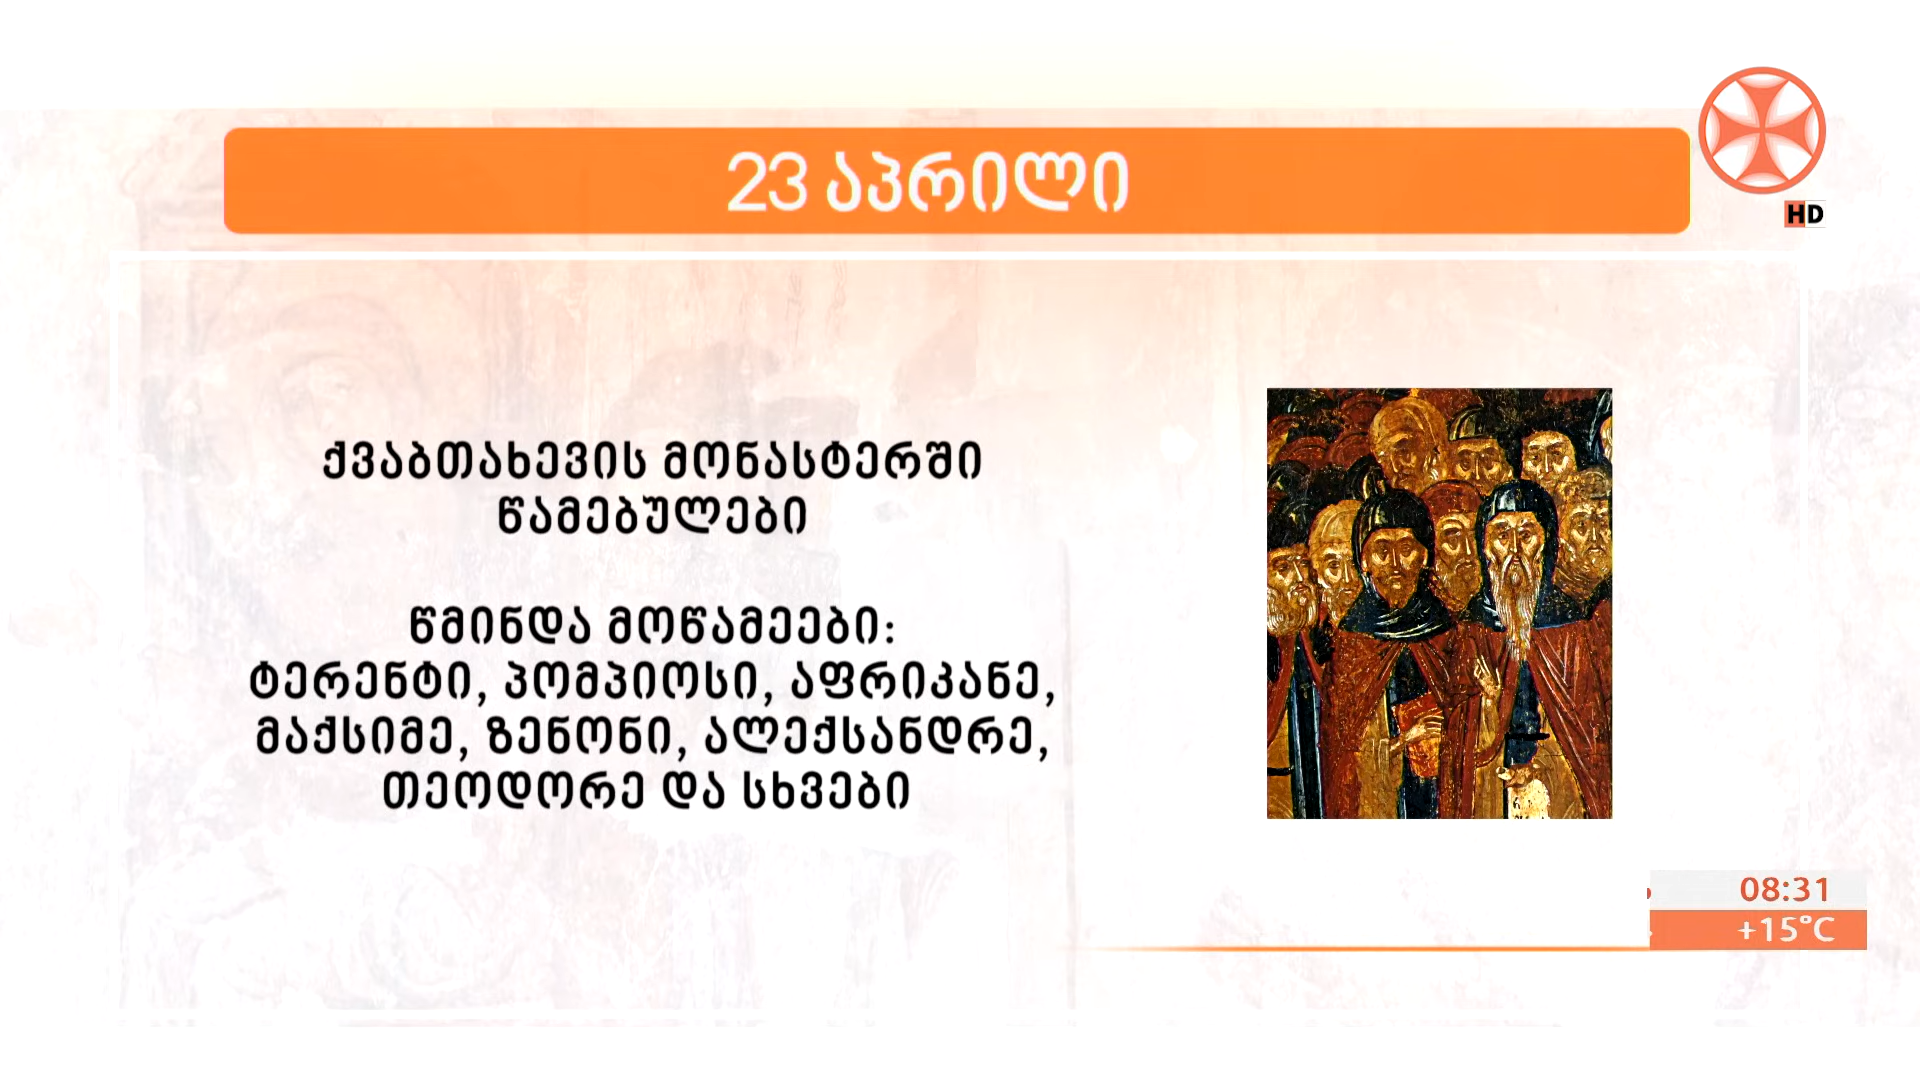 23 აპრილი
HD
ქვაბთახევის მონასტერში
წამებულები
წმინდა მოწამეები:
ტერენტი, პომპიოსი, აფრიკანე,
მაქსიმე, ზენონი, ალექსანდრე,
თეოდორე და სხვები
08:31
+15°C